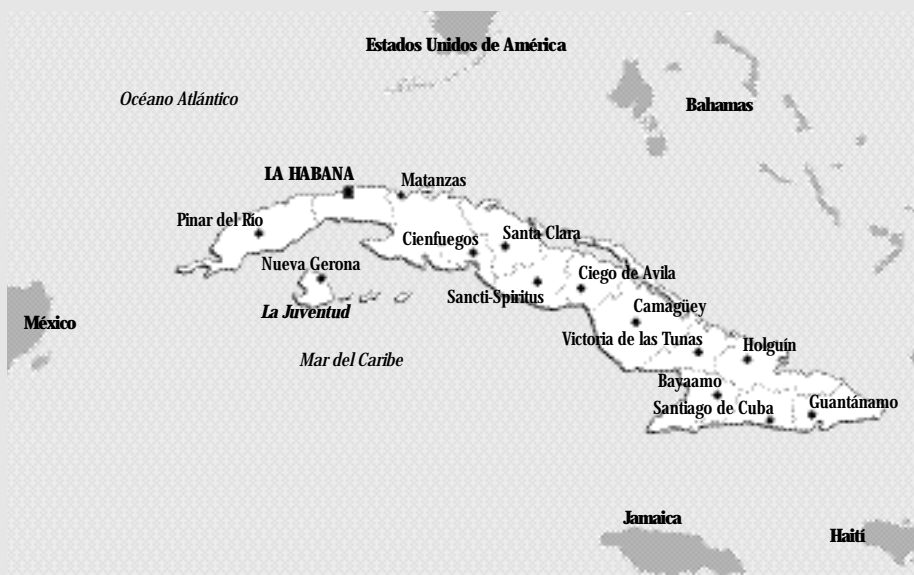 Estados Unidos de América
Océano Atlántico
Bahamas
LA HABANA
Matanzas
Pinar del Río
Cienfuegos
Santa Clara
Nueva Gerona
Ciego de Avila
Sancti-Spiritus
La Juventud
Camagüey
México
Victoria de las Tunas
Holguín
Mar del Caribe
Bayaamo
Santiago de Cuba
Guantánamo
Jamaica
Haití